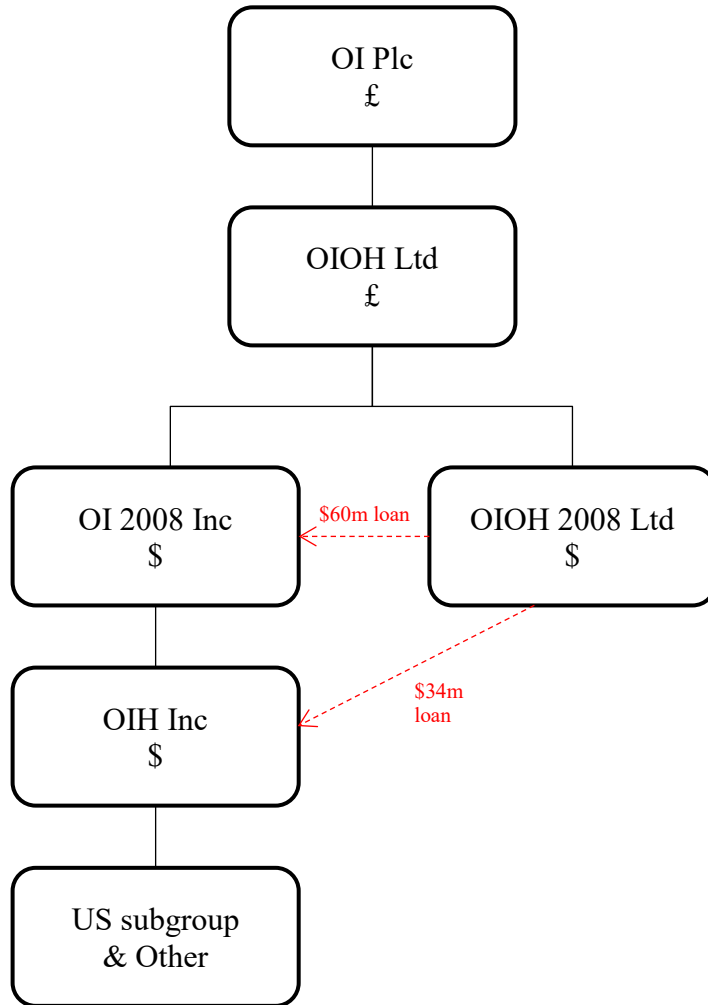 OI Plc
£
OIOH Ltd
£
OI 2008 Inc
$
$60m loan
OIOH 2008 Ltd
$
OIH Inc
$
$34m
loan
US subgroup
& Other